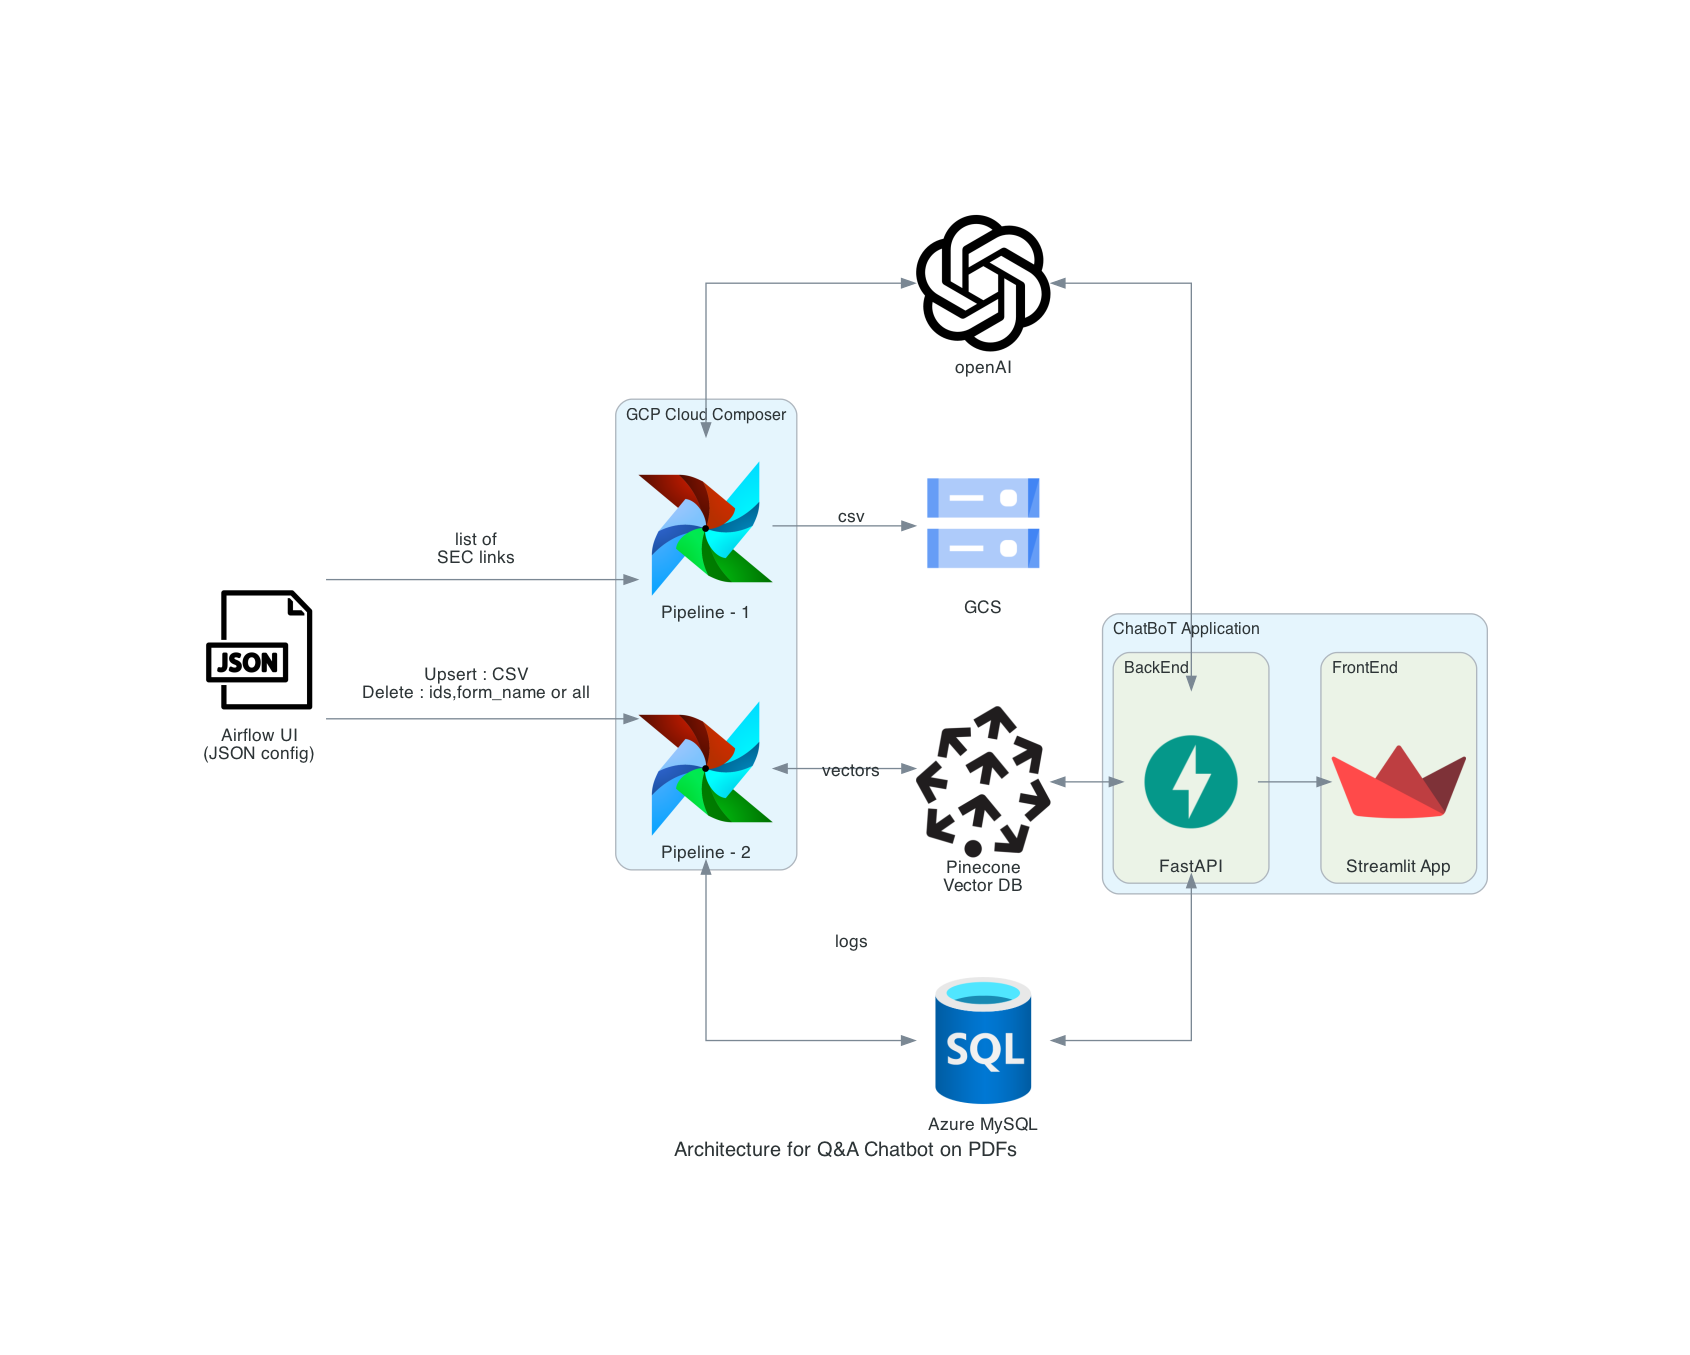 openAI
GCP Cloud Composer
list of
SEC links
csv
Pipeline - 1
GCS
JSON
Airflow UI
(JSON config)
Upsert : CSV
Delete : ids,form_name or all
vectors
Pipeline - 2
Pinecone
Vector DB
ChatBoT Application
BackEnd
FrontEnd
FastAPI
Streamlit App
logs
SQL
Azure MySQL
Architecture for Q&A Chatbot on PDFs